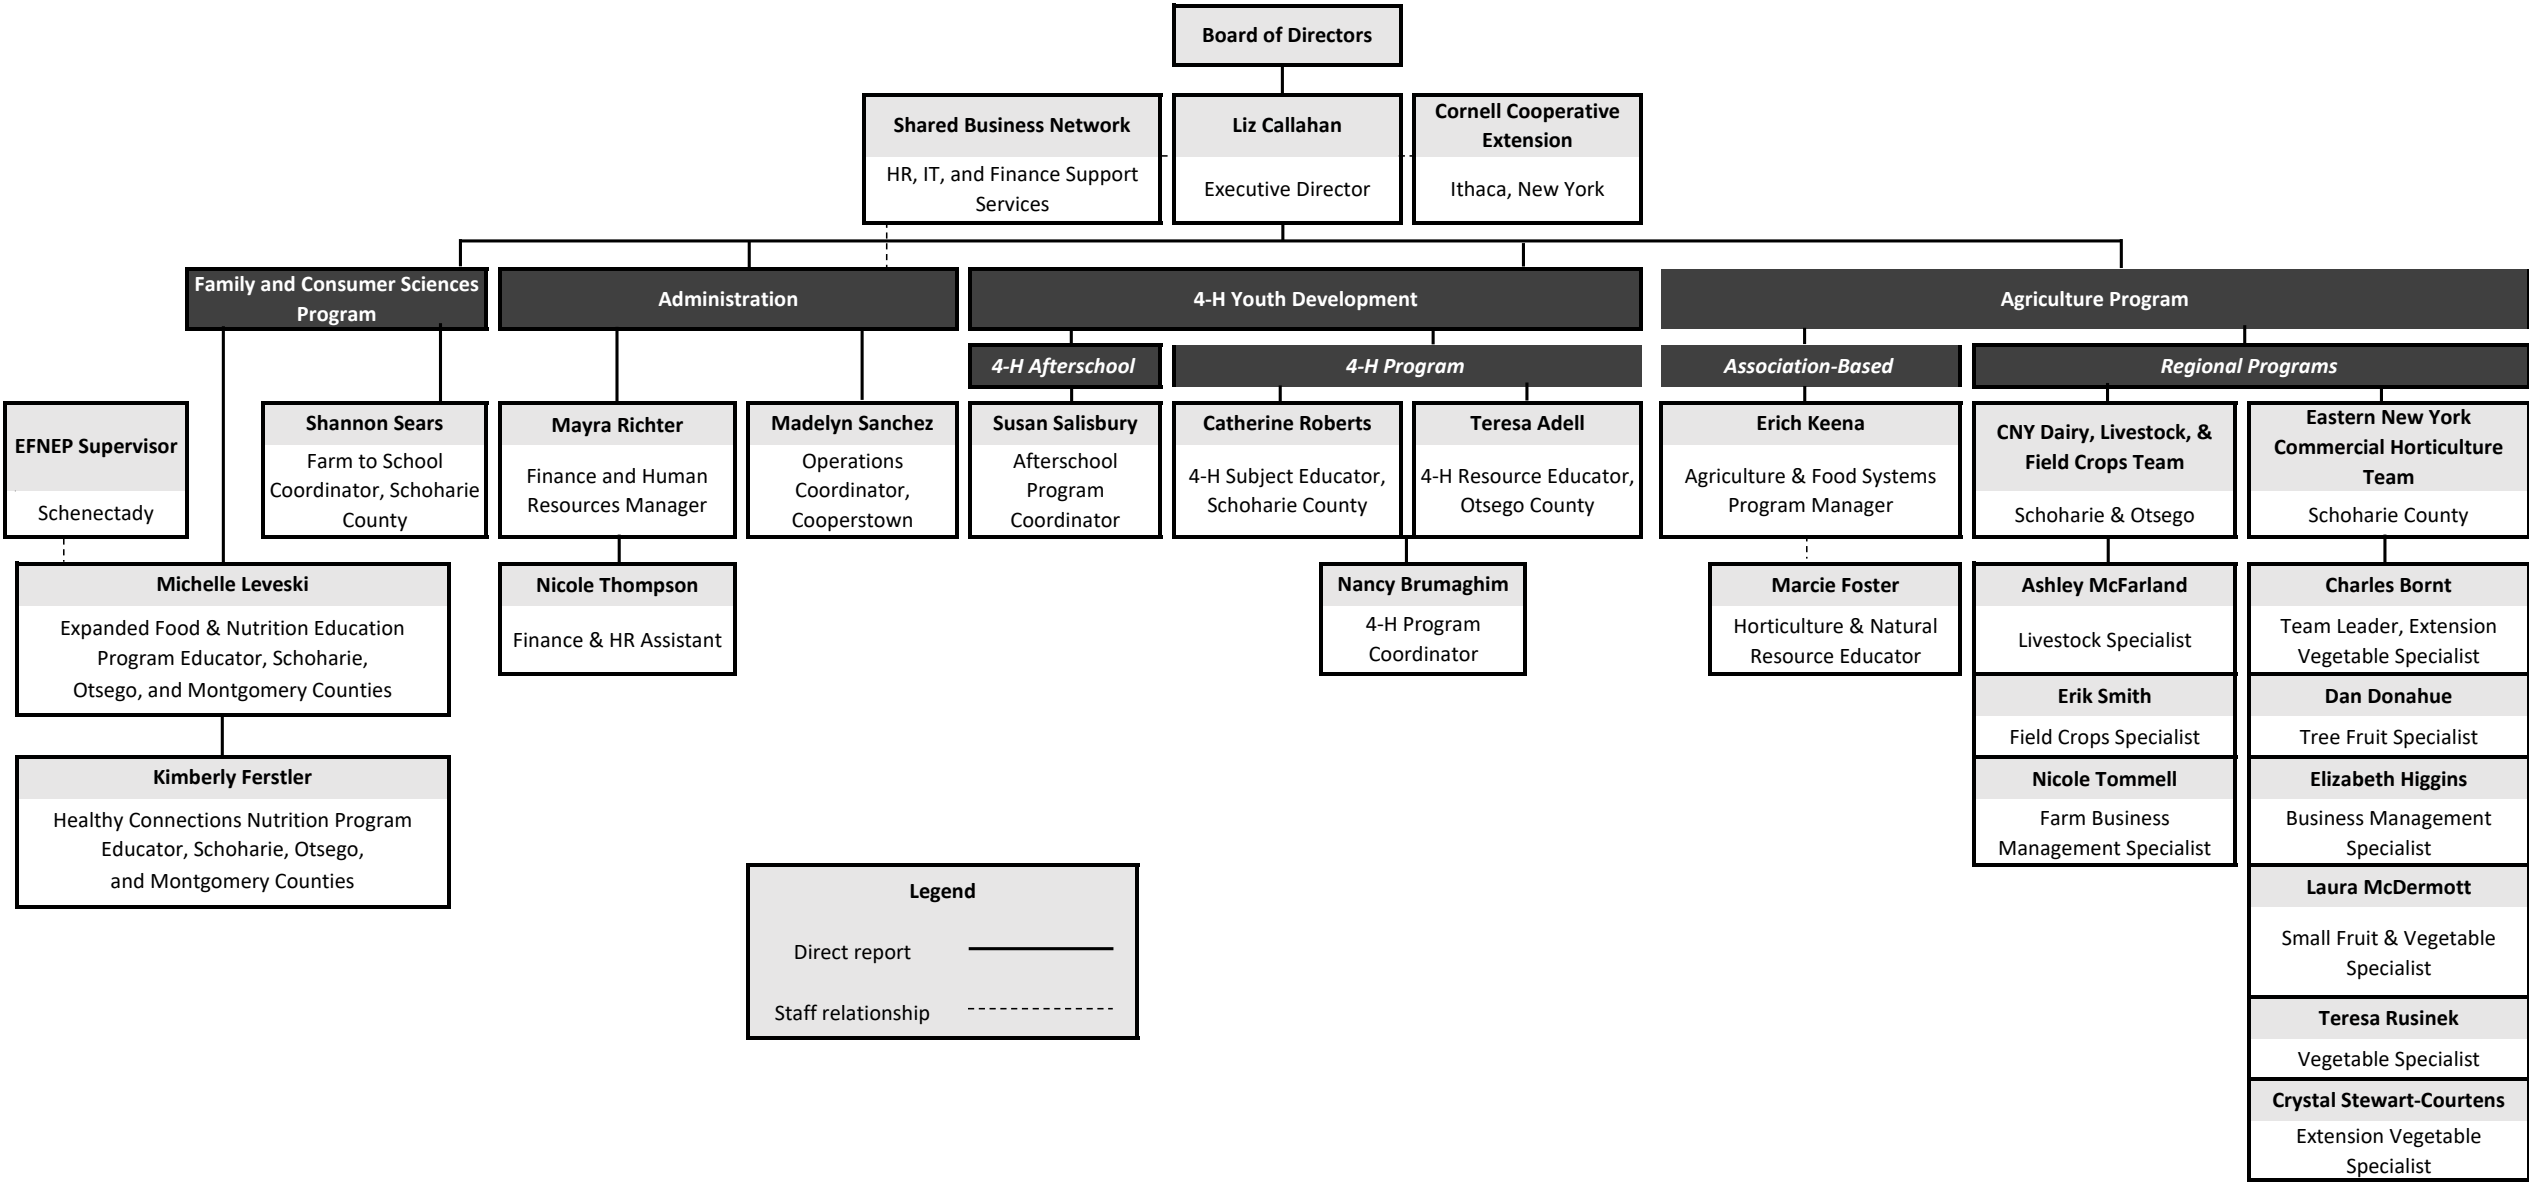 Board of Directors
Shared Business Network
HR, IT, and Finance Support
Services
Liz Callahan
Executive Director
Cornell Cooperative
Extension
Ithaca, New York
Family and Consumer Sciences
Program
Administration
4-H Youth Development
Agriculture Program
4-H Afterschool
4-H Program
Association-Based
Regional Programs
EFNEP Supervisor
Schenectady
Shannon Sears
Farm to School
Coordinator, Schoharie
County
Mayra Richter
Finance and Human
Resources Manager
Madelyn Sanchez
Operations
Coordinator,
Cooperstown
Susan Salisbury
Afterschool
Program
Coordinator
Catherine Roberts
4-H Subject Educator,
Schoharie County
Teresa Adell
4-H Resource Educator,
Otsego County
Erich Keena
Agriculture & Food Systems
Program Manager
CNY Dairy, Livestock, &
Field Crops Team
Schoharie & Otsego
Eastern New York
Commercial Horticulture
Team
Schoharie County
Michelle Leveski
Expanded Food & Nutrition Education
Program Educator, Schoharie,
Otsego, and Montgomery Counties
Nicole Thompson
Finance & HR Assistant
Nancy Brumaghim
4-H Program
Coordinator
Marcie Foster
Horticulture & Natural
Resource Educator
Ashley McFarland
Livestock Specialist
Erik Smith
Field Crops Specialist
Nicole Tommell
Farm Business
Management Specialist
Charles Bornt
Team Leader, Extension
Vegetable Specialist
Dan Donahue
Tree Fruit Specialist
Elizabeth Higgins
Business Management
Specialist
Laura McDermott
Small Fruit & Vegetable
Specialist
Teresa Rusinek
Vegetable Specialist
Crystal Stewart-Courtens
Extension Vegetable
Specialist
Kimberly Ferstler
Healthy Connections Nutrition Program
Educator, Schoharie, Otsego,
and Montgomery Counties
Legend
Direct report
Staff relationship